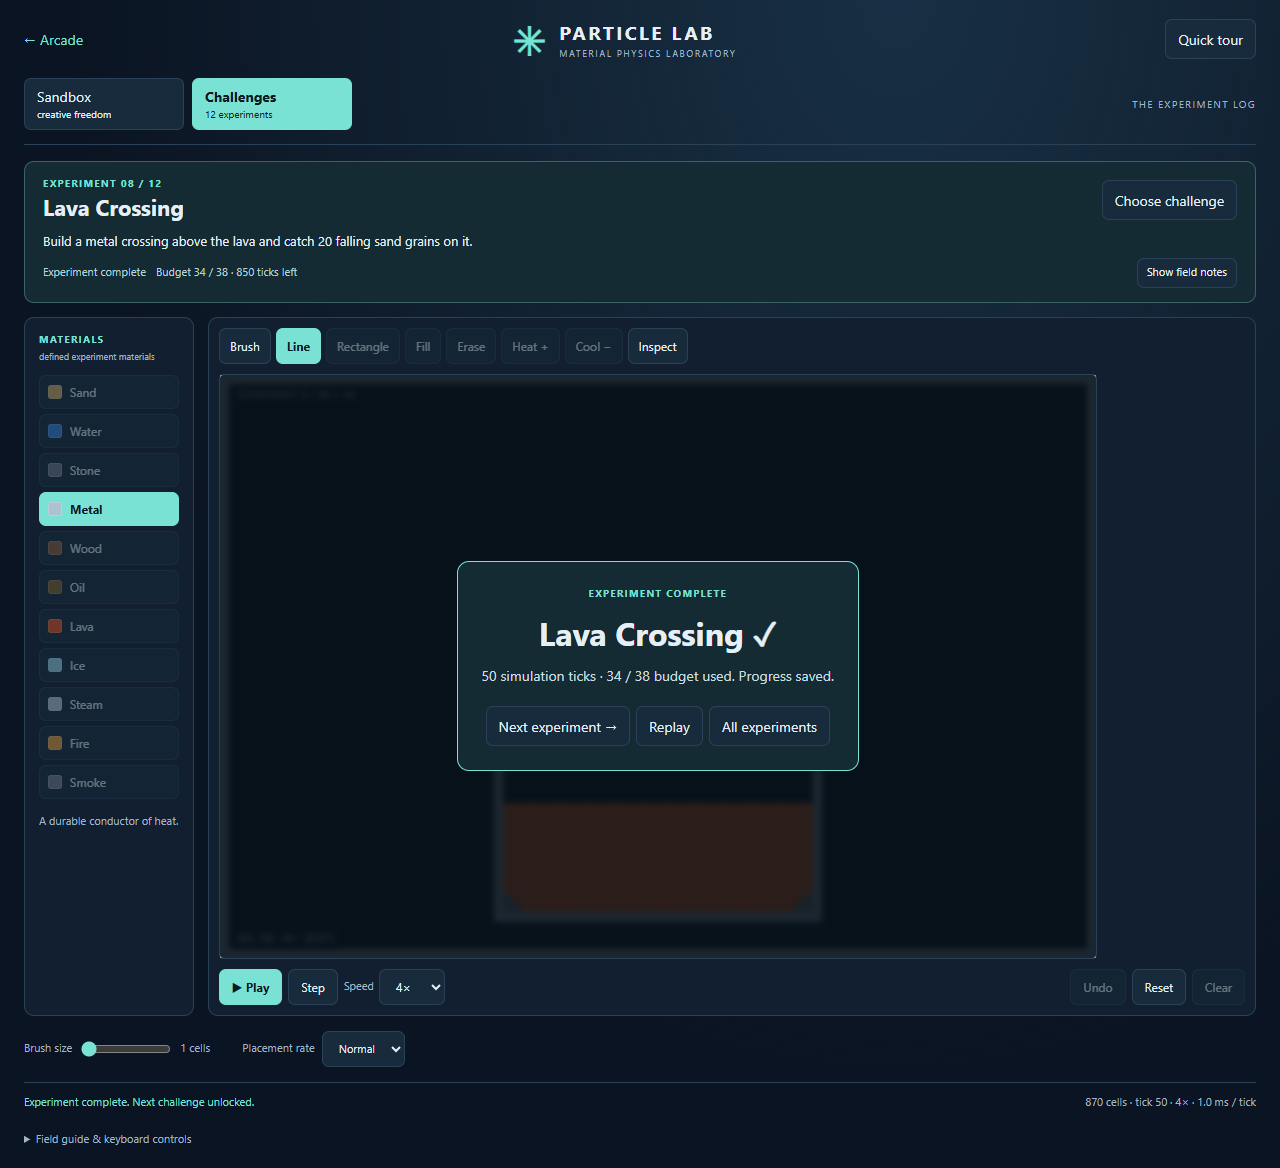 ← Arcade
PARTICLE LAB
MATERIAL PHYSICS LABORATORY
Quick tour
Sandbox
creative freedom
Challenges
12 experiments
THE EXPERIMENT LOG
EXPERIMENT 08 / 12
Lava Crossing
Build a metal crossing above the lava and catch 20 falling sand grains on it.
Experiment complete Budget 34 / 38 · 850 ticks left
Choose challenge
Show field notes
MATERIALS
defined experiment materials
Sand
Water
Stone
Metal
Wood
Oil
Lava
Ice
Steam
Fire
Smoke
A durable conductor of heat.
Brush Line Rectangle Fill Erase Heat + Cool − Inspect
EXPERIMENT COMPLETE
Lava Crossing ✓
50 simulation ticks · 34 / 38 budget used. Progress saved.
Next experiment → Replay All experiments
▶ Play Step Speed 4× Undo Reset Clear
Brush size 1 cells Placement rate Normal
Experiment complete. Next challenge unlocked.
870 cells · tick 50 · 4× · 1.0 ms / tick
▶ Field guide & keyboard controls